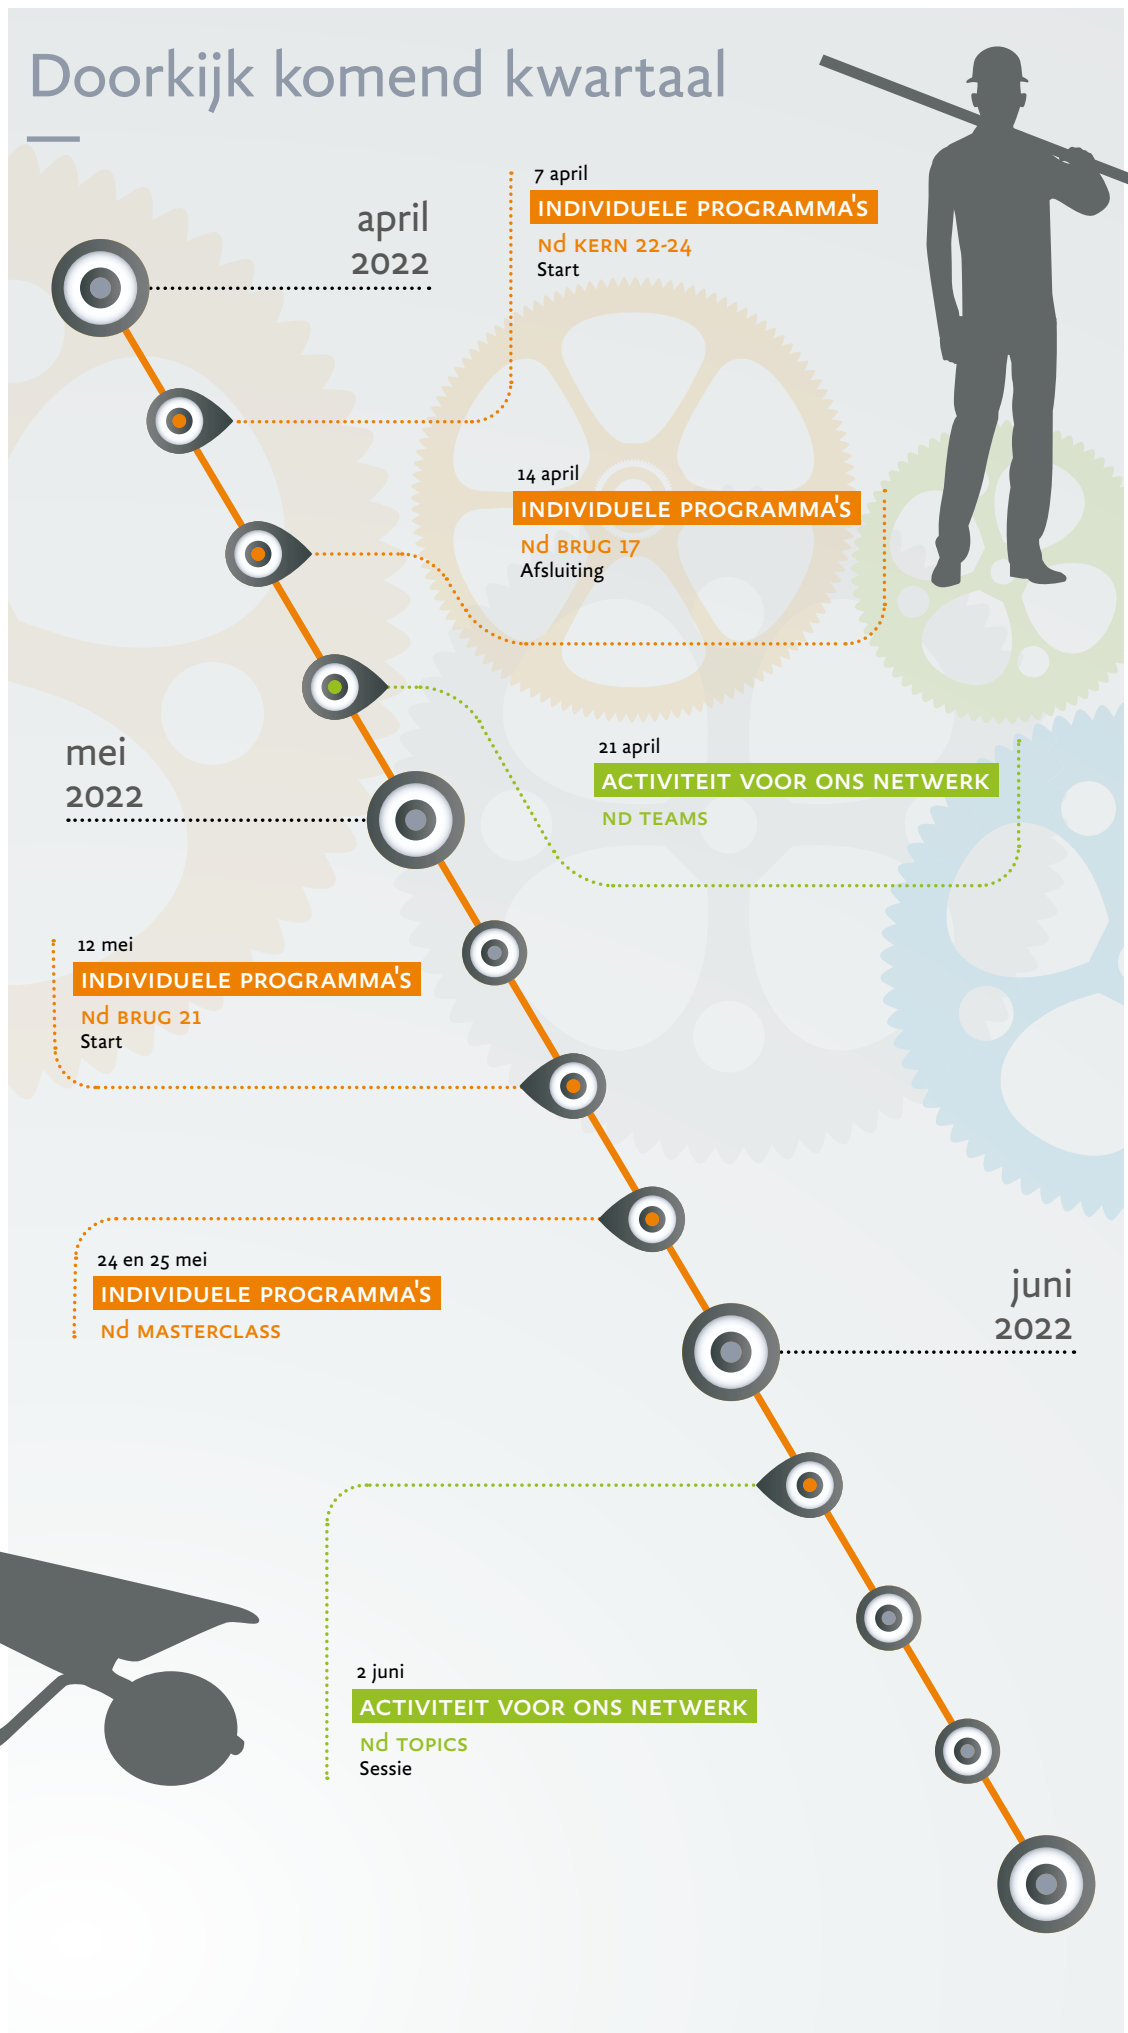 Doorkijk komend kwartaal
april
2022
7 april
INDIVIDUELE PROGRAMMA'S
Nd KERN 22-24
Start
14 april
INDIVIDUELE PROGRAMMA'S
Nd BRUG 17
Afsluiting
mei
2022
21 april
ACTIVITEIT VOOR ONS NETWERK
ND TEAMS
12 mei
INDIVIDUELE PROGRAMMA'S
Nd BRUG 21
Start
24 en 25 mei
INDIVIDUELE PROGRAMMA'S
Nd MASTERCLASS
juni
2022
2 juni
ACTIVITEIT VOOR ONS NETWERK
Nd TOPICS
Sessie